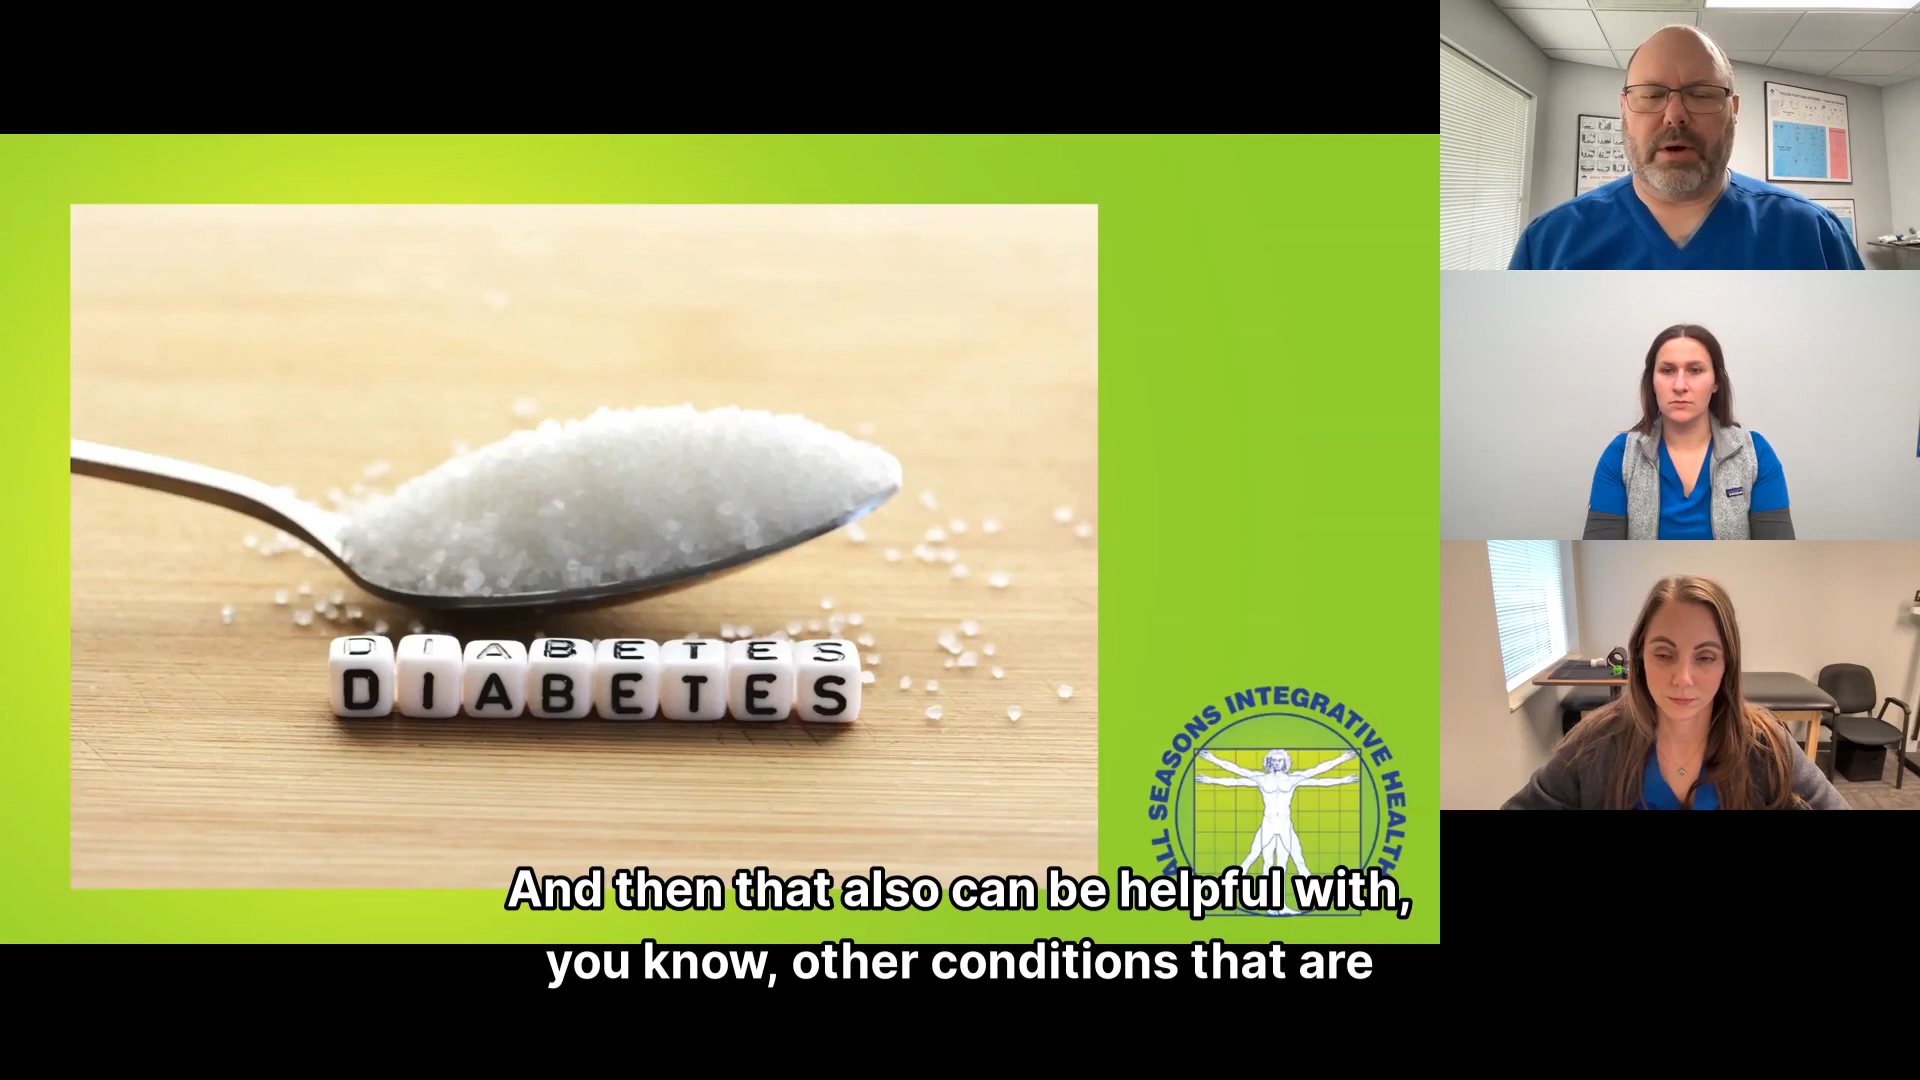 DIABETES
ALL SEASONS INTEGRATIVE HEALTH
And then that also can be helpful with,
you know, other conditions that are